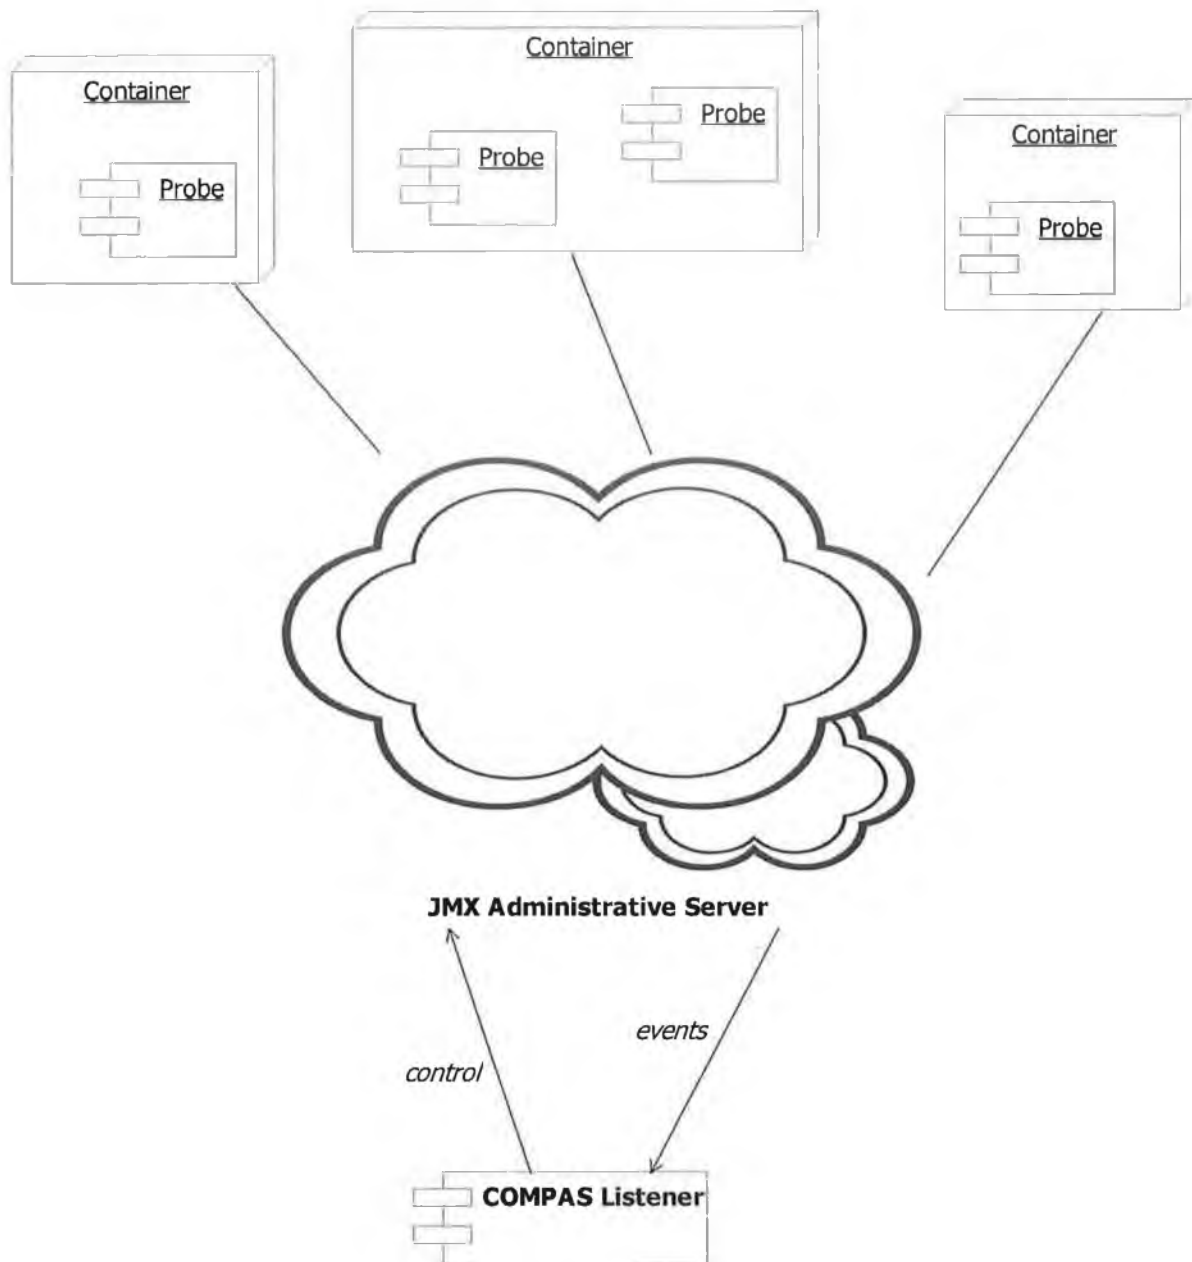 Container
Container
Container
Probe
Probe
Probe
Probe
JMX Administrative Server
events
control
COMPAS Listener